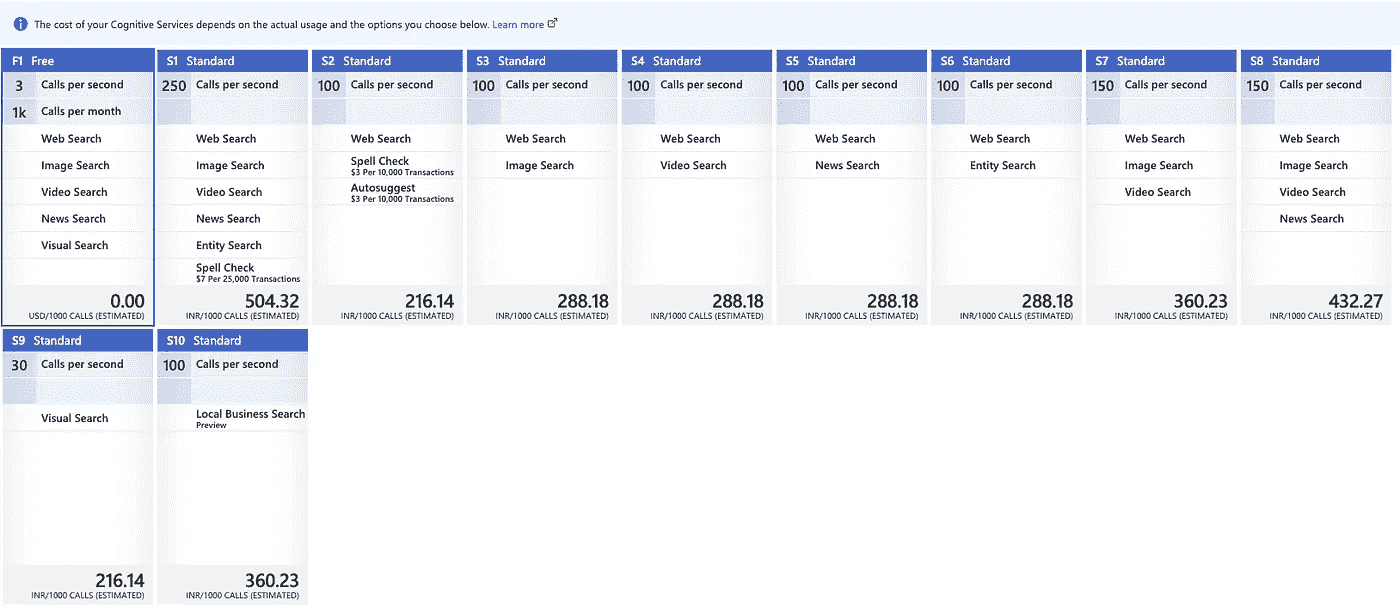 The cost of your Cognitive Services depends on the actual usage and the options you choose below. Learn more
F1 Free
3 Calls per second
1k Calls per month
Web Search
Image Search
Video Search
News Search
Visual Search
0.00
USD/1000 CALLS (ESTIMATED)
S1 Standard
250 Calls per second
Web Search
Image Search
Video Search
News Search
Entity Search
Spell Check
$7 Per 25,000 Transactions
504.32
INR/1000 CALLS (ESTIMATED)
S2 Standard
100 Calls per second
Web Search
Spell Check
$3 Per 10,000 Transactions
Autosuggest
$3 Per 10,000 Transactions
216.14
INR/1000 CALLS (ESTIMATED)
S3 Standard
100 Calls per second
Web Search
Image Search
288.18
INR/1000 CALLS (ESTIMATED)
S4 Standard
100 Calls per second
Web Search
Video Search
288.18
INR/1000 CALLS (ESTIMATED)
S5 Standard
100 Calls per second
Web Search
News Search
288.18
INR/1000 CALLS (ESTIMATED)
S6 Standard
100 Calls per second
Web Search
Entity Search
288.18
INR/1000 CALLS (ESTIMATED)
S7 Standard
150 Calls per second
Web Search
Image Search
Video Search
360.23
INR/1000 CALLS (ESTIMATED)
S8 Standard
150 Calls per second
Web Search
Image Search
Video Search
News Search
432.27
INR/1000 CALLS (ESTIMATED)
S9 Standard
30 Calls per second
Visual Search
216.14
INR/1000 CALLS (ESTIMATED)
S10 Standard
100 Calls per second
Local Business Search
Preview
360.23
INR/1000 CALLS (ESTIMATED)